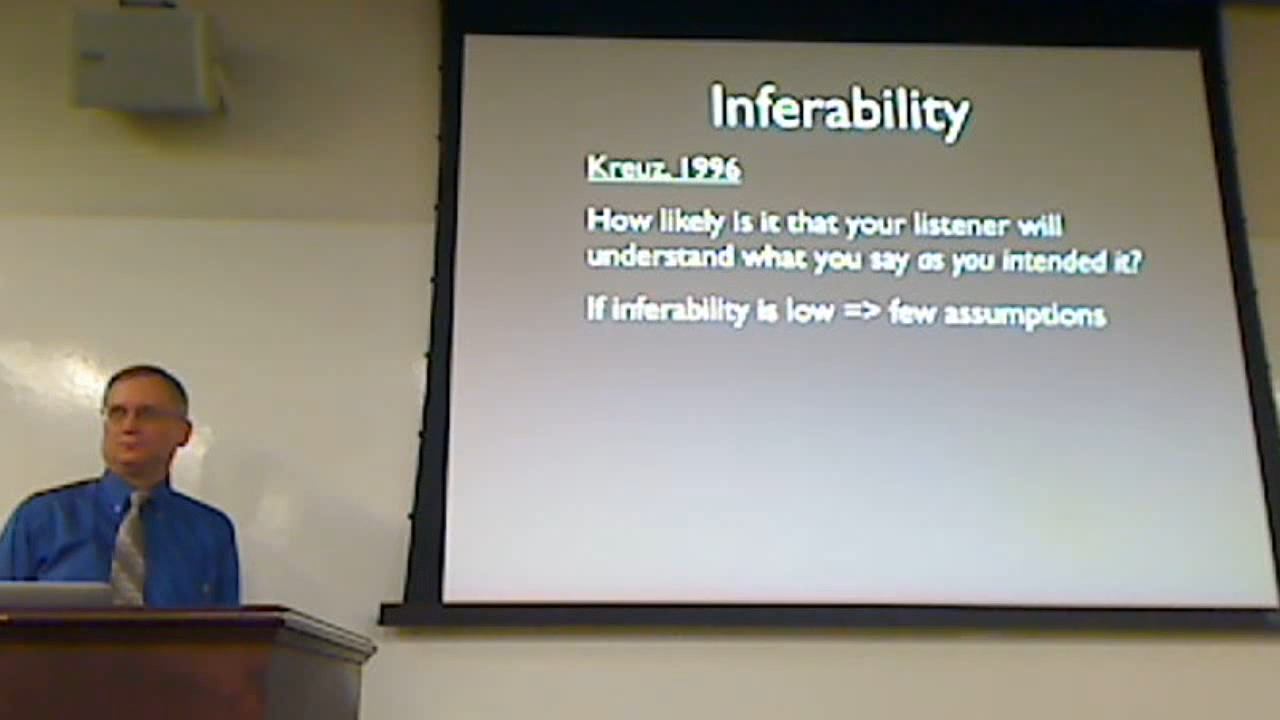 Inferability
Kreuz, 1996
How likely is it that your listener will
understand what you say as you intended it?
If inferability is low => few assumptions